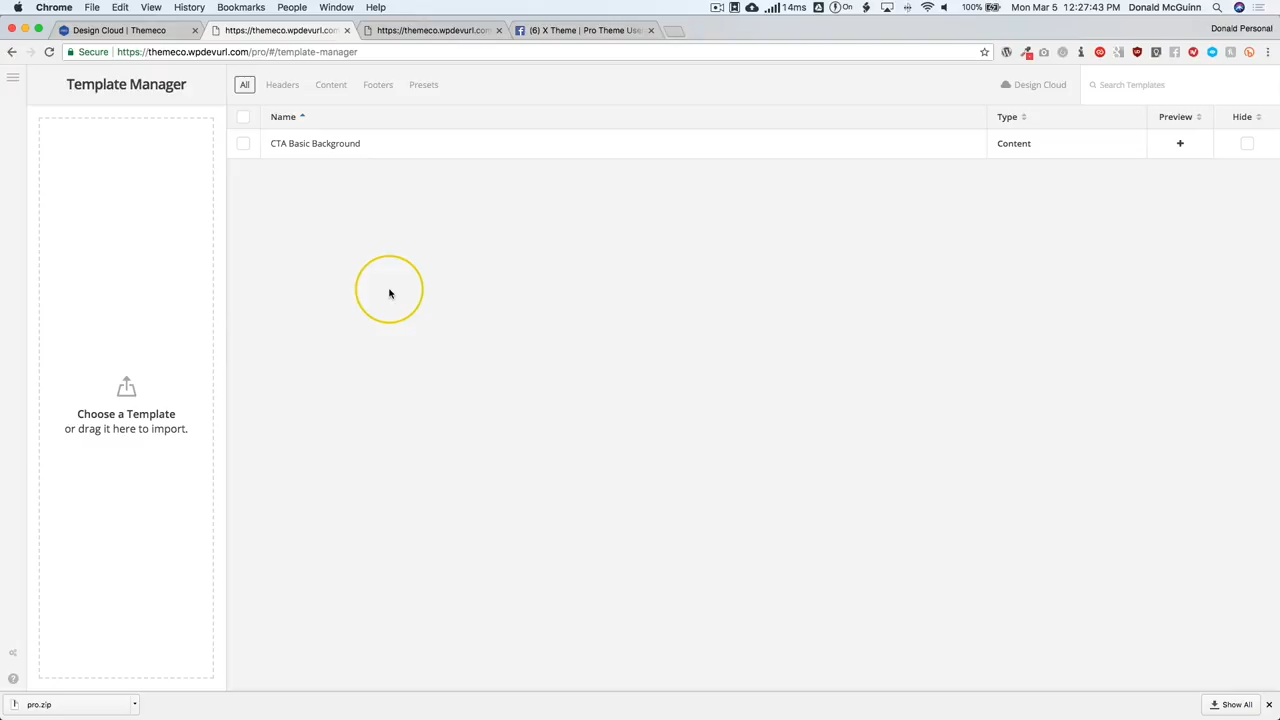 Chrome File Edit View History Bookmarks People Window Help 14ms On 100% Mon Mar 5 12:27:43 PM Donald McGuinn
Design Cloud | Themeco https://themeco.wpdevurl.com https://themeco.wpdevurl.com (6) X Theme | Pro Theme Use Donald Personal
Secure https://themeco.wpdevurl.com/pro/#/template-manager
Template Manager All Headers Content Footers Presets Design Cloud Search Templates
Name Type Preview Hide
CTA Basic Background Content +
Choose a Template
or drag it here to import.
?
pro.zip Show All